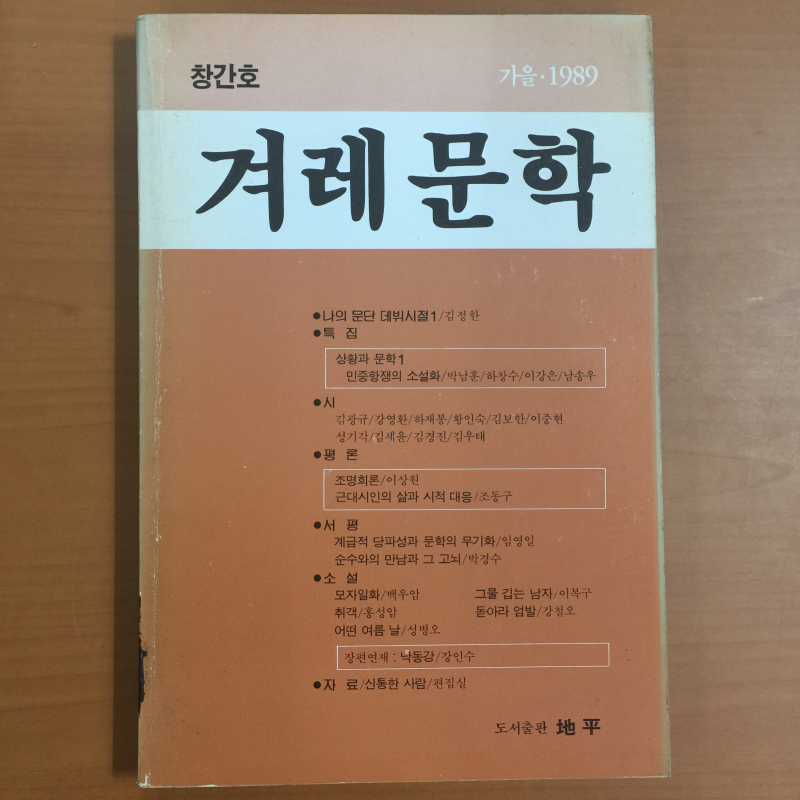 창간호
가을·1989
겨레 문학
●나의 문단 데뷔시절1/김정한
●특 집
상황과 문학1
민중항쟁의 소설화/박남훈/하창수/이강은/남송우
●시
김광규/강영환/하재봉/황인숙/김보한/이중현
성기각/김세윤/김경진/김우태
●평 론
조명희론/이상원
근대시인의 삶과 시적 대응/조동구
●서 평
계급적 당파성과 문학의 무기화/임영일
순수와의 만남과 그 고뇌/박경수
●소 설
모자일화/배우암 그물 깁는 남자/이복구
취객/홍성암 돋아라 엄발/강철오
어떤 여름 날/성병오
장편연재 : 낙동강/강인수
●자 료/신통한 사람/편집실
도서출판 地平